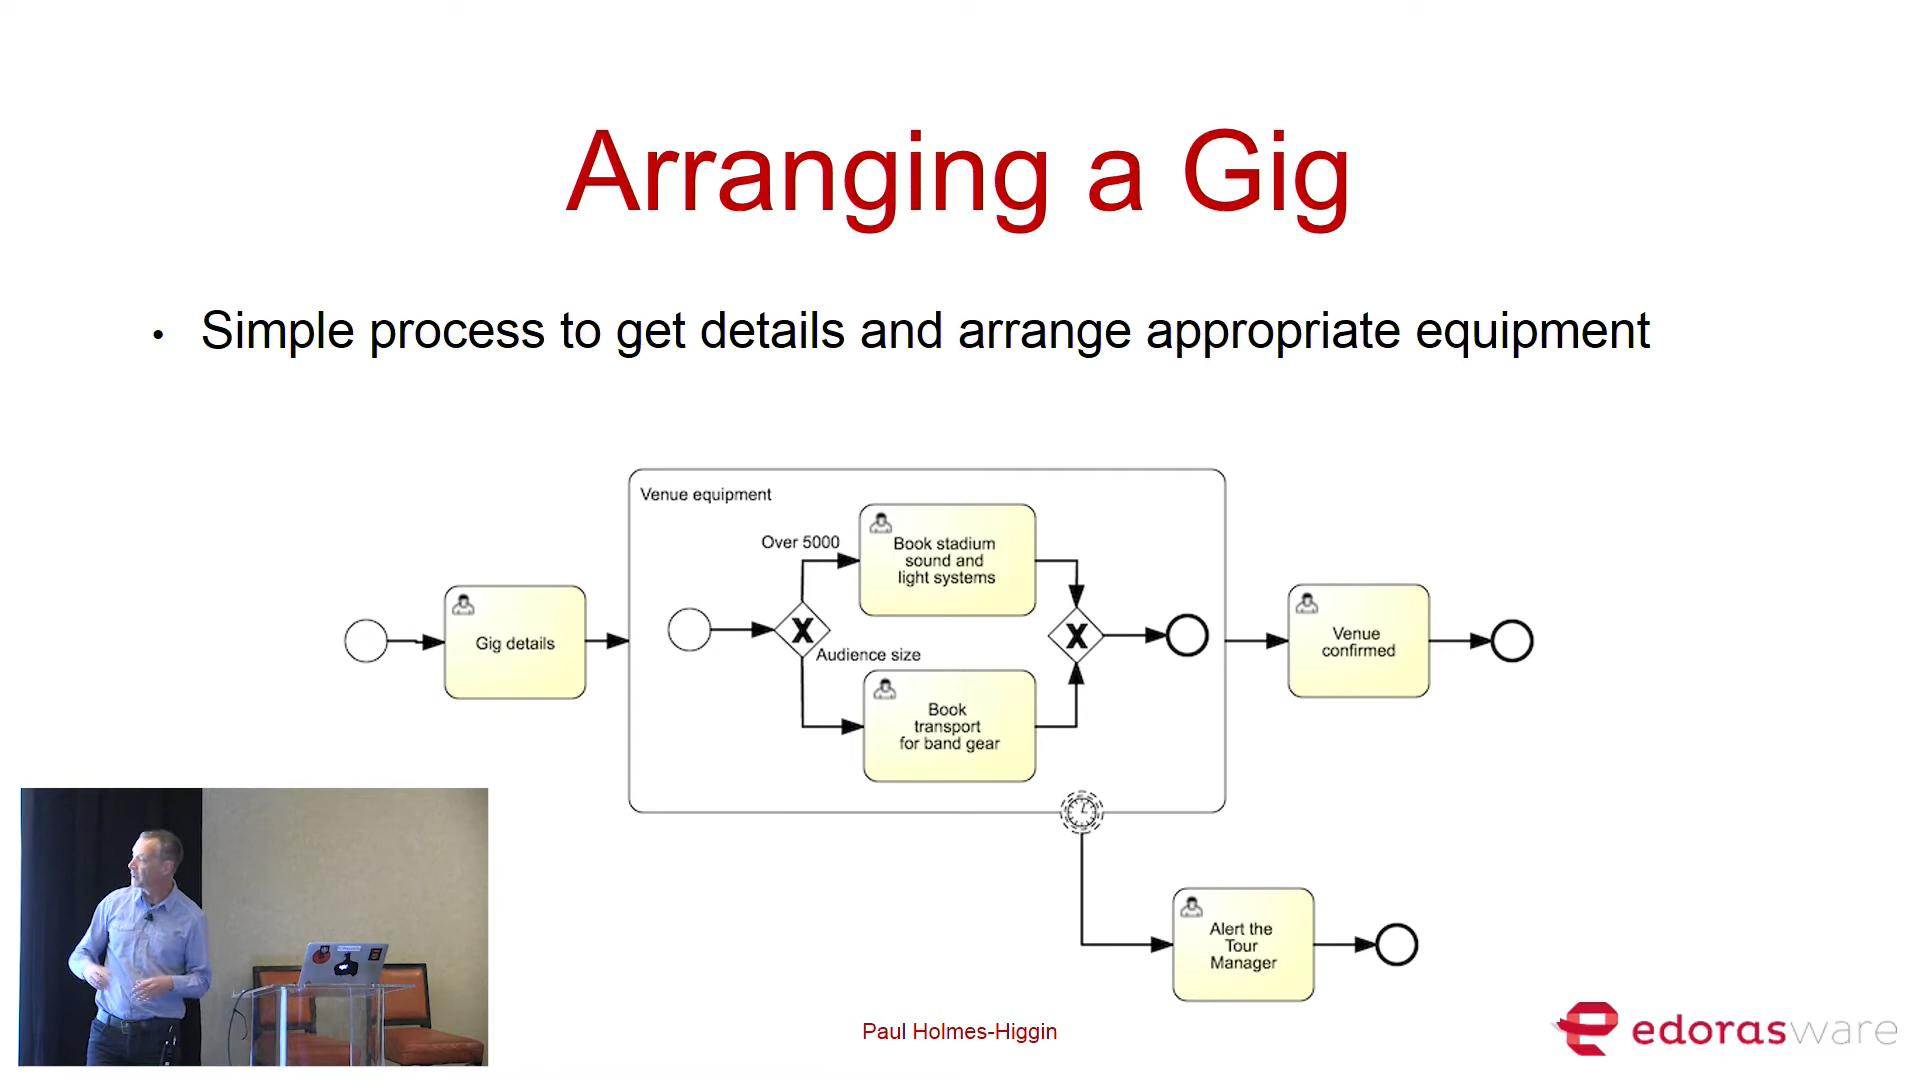 Arranging a Gig
• Simple process to get details and arrange appropriate equipment
Venue equipment
Over 5000
Book stadium
sound and
light systems
Gig details
X
X
Audience size
Book
transport
for band gear
Venue
confirmed
Alert the
Tour
Manager
Paul Holmes-Higgin
edorasware